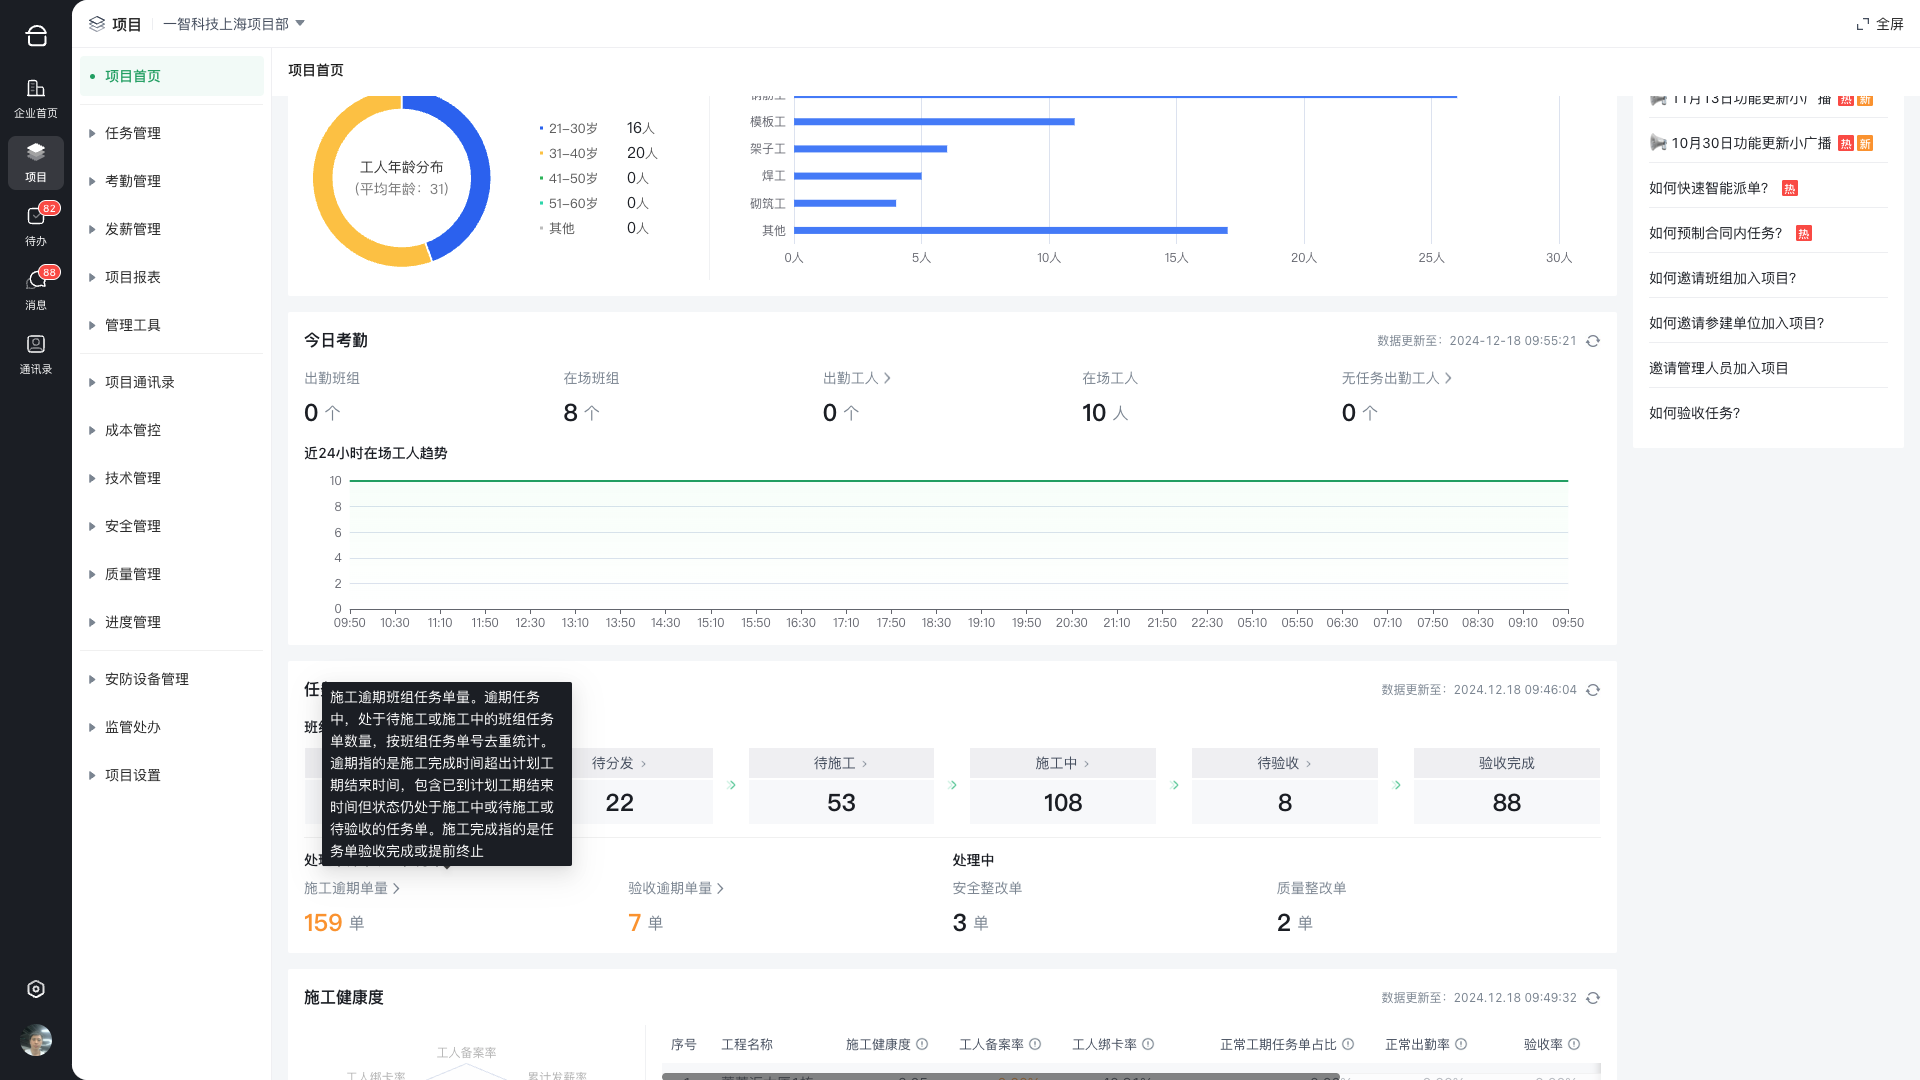 项目
一智科技上海项目部
全屏
企业首页
项目
82
待办
88
消息
通讯录
项目首页
任务管理
考勤管理
发薪管理
项目报表
管理工具
项目通讯录
成本管控
技术管理
安全管理
质量管理
进度管理
安防设备管理
监管处办
项目设置
项目首页
工人年龄分布
(平均年龄：31)
21-30岁 16人
31-40岁 20人
41-50岁 0人
51-60岁 0人
其他 0人
钢筋工
模板工
架子工
焊工
砌筑工
其他
0人 5人 10人 15人 20人 25人 30人
11月13日功能更新小广播 热 新
10月30日功能更新小广播 热 新
如何快速智能派单? 热
如何预制合同内任务? 热
如何邀请班组加入项目?
如何邀请参建单位加入项目?
邀请管理人员加入项目
如何验收任务?
今日考勤
数据更新至：2024-12-18 09:55:21
出勤班组 在场班组 出勤工人 在场工人 无任务出勤工人
0 个 8 个 0 个 10 人 0 个
近24小时在场工人趋势
10
8
6
4
2
0
09:50 10:30 11:10 11:50 12:30 13:10 13:50 14:30 15:10 15:50 16:30 17:10 17:50 18:30 19:10 19:50 20:30 21:10 21:50 22:30 05:10 05:50 06:30 07:10 07:50 08:30 09:10 09:50
任
数据更新至：2024.12.18 09:46:04
施工逾期班组任务单量。逾期任务
中，处于待施工或施工中的班组任务
单数量，按班组任务单号去重统计。
逾期指的是施工完成时间超出计划工
期结束时间，包含已到计划工期结束
时间但状态仍处于施工中或待施工或
待验收的任务单。施工完成指的是任
务单验收完成或提前终止
待分发 待施工 施工中 待验收 验收完成
22 53 108 8 88
处理中
施工逾期单量 验收逾期单量 安全整改单 质量整改单
159 单 7 单 3 单 2 单
施工健康度
数据更新至：2024.12.18 09:49:32
工人备案率
工人绑卡率 累计发薪率
序号 工程名称 施工健康度 工人备案率 工人绑卡率 正常工期任务单占比 正常出勤率 验收率